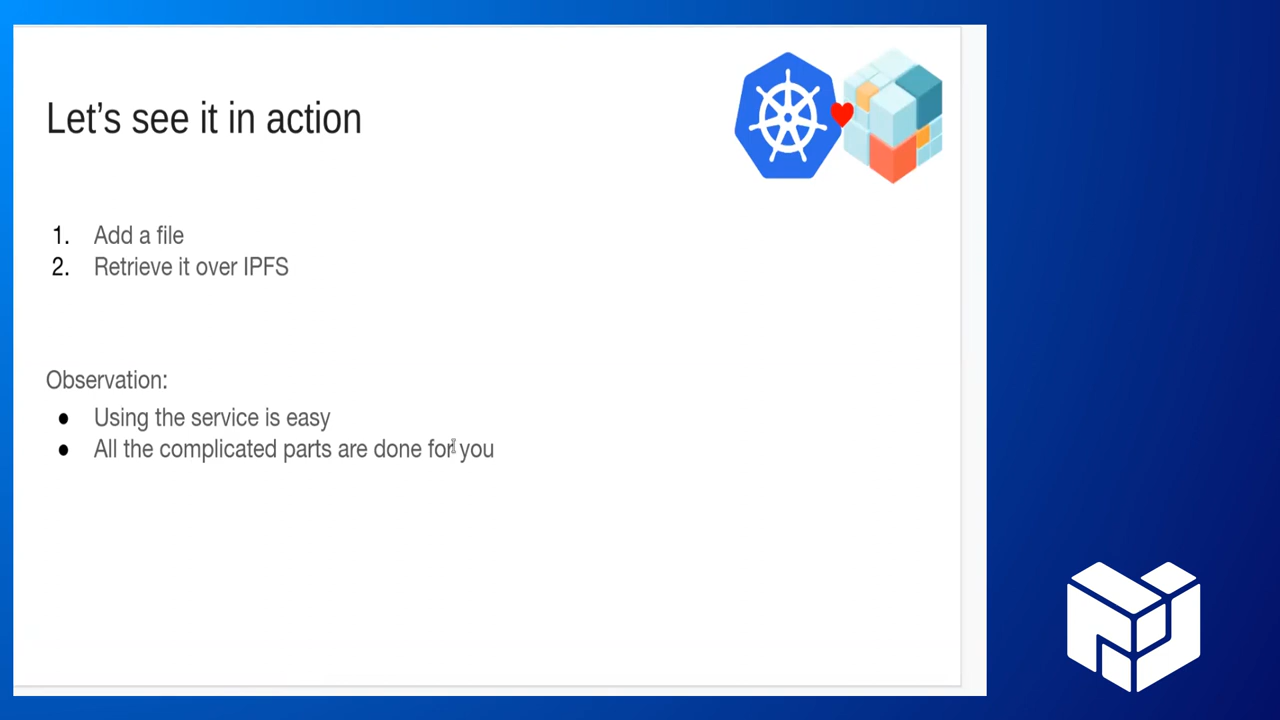 Let's see it in action
1. Add a file
2. Retrieve it over IPFS
Observation:
● Using the service is easy
● All the complicated parts are done for you